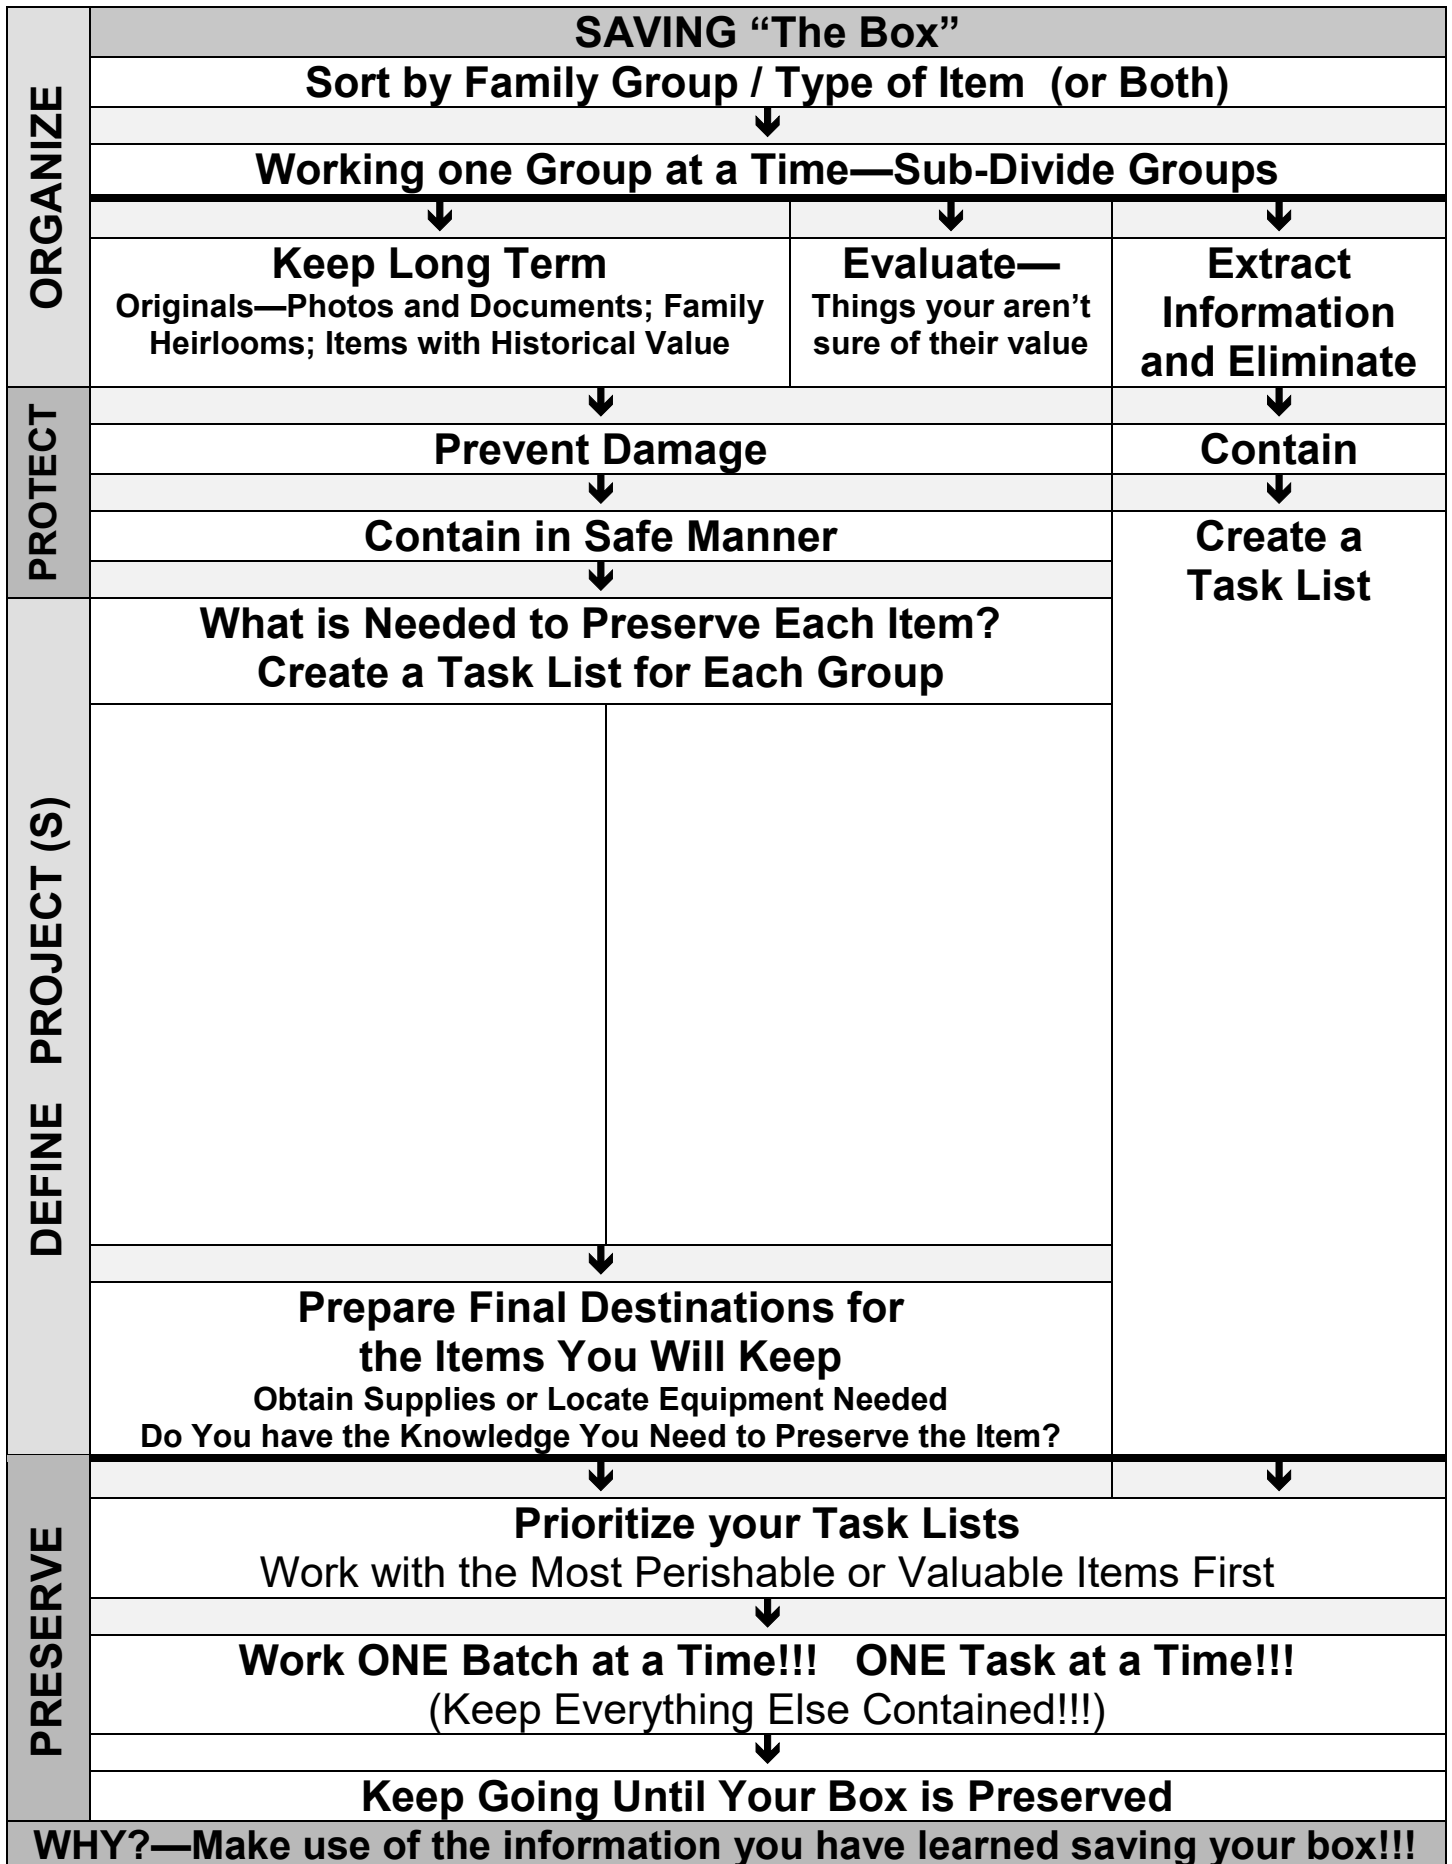 SAVING “The Box”
ORGANIZE
Sort by Family Group / Type of Item  (or Both)
Working one Group at a Time—Sub-Divide Groups
Keep Long Term
Originals—Photos and Documents; Family
Heirlooms; Items with Historical Value
Evaluate—
Things your aren’t
sure of their value
Extract
Information
and Eliminate
PROTECT
Prevent Damage
Contain
Contain in Safe Manner
Create a
Task List
DEFINE   PROJECT (S)
What is Needed to Preserve Each Item?
Create a Task List for Each Group
Prepare Final Destinations for
the Items You Will Keep
Obtain Supplies or Locate Equipment Needed
Do You have the Knowledge You Need to Preserve the Item?
PRESERVE
Prioritize your Task Lists
Work with the Most Perishable or Valuable Items First
Work ONE Batch at a Time!!!   ONE Task at a Time!!!
(Keep Everything Else Contained!!!)
Keep Going Until Your Box is Preserved
WHY?—Make use of the information you have learned saving your box!!!